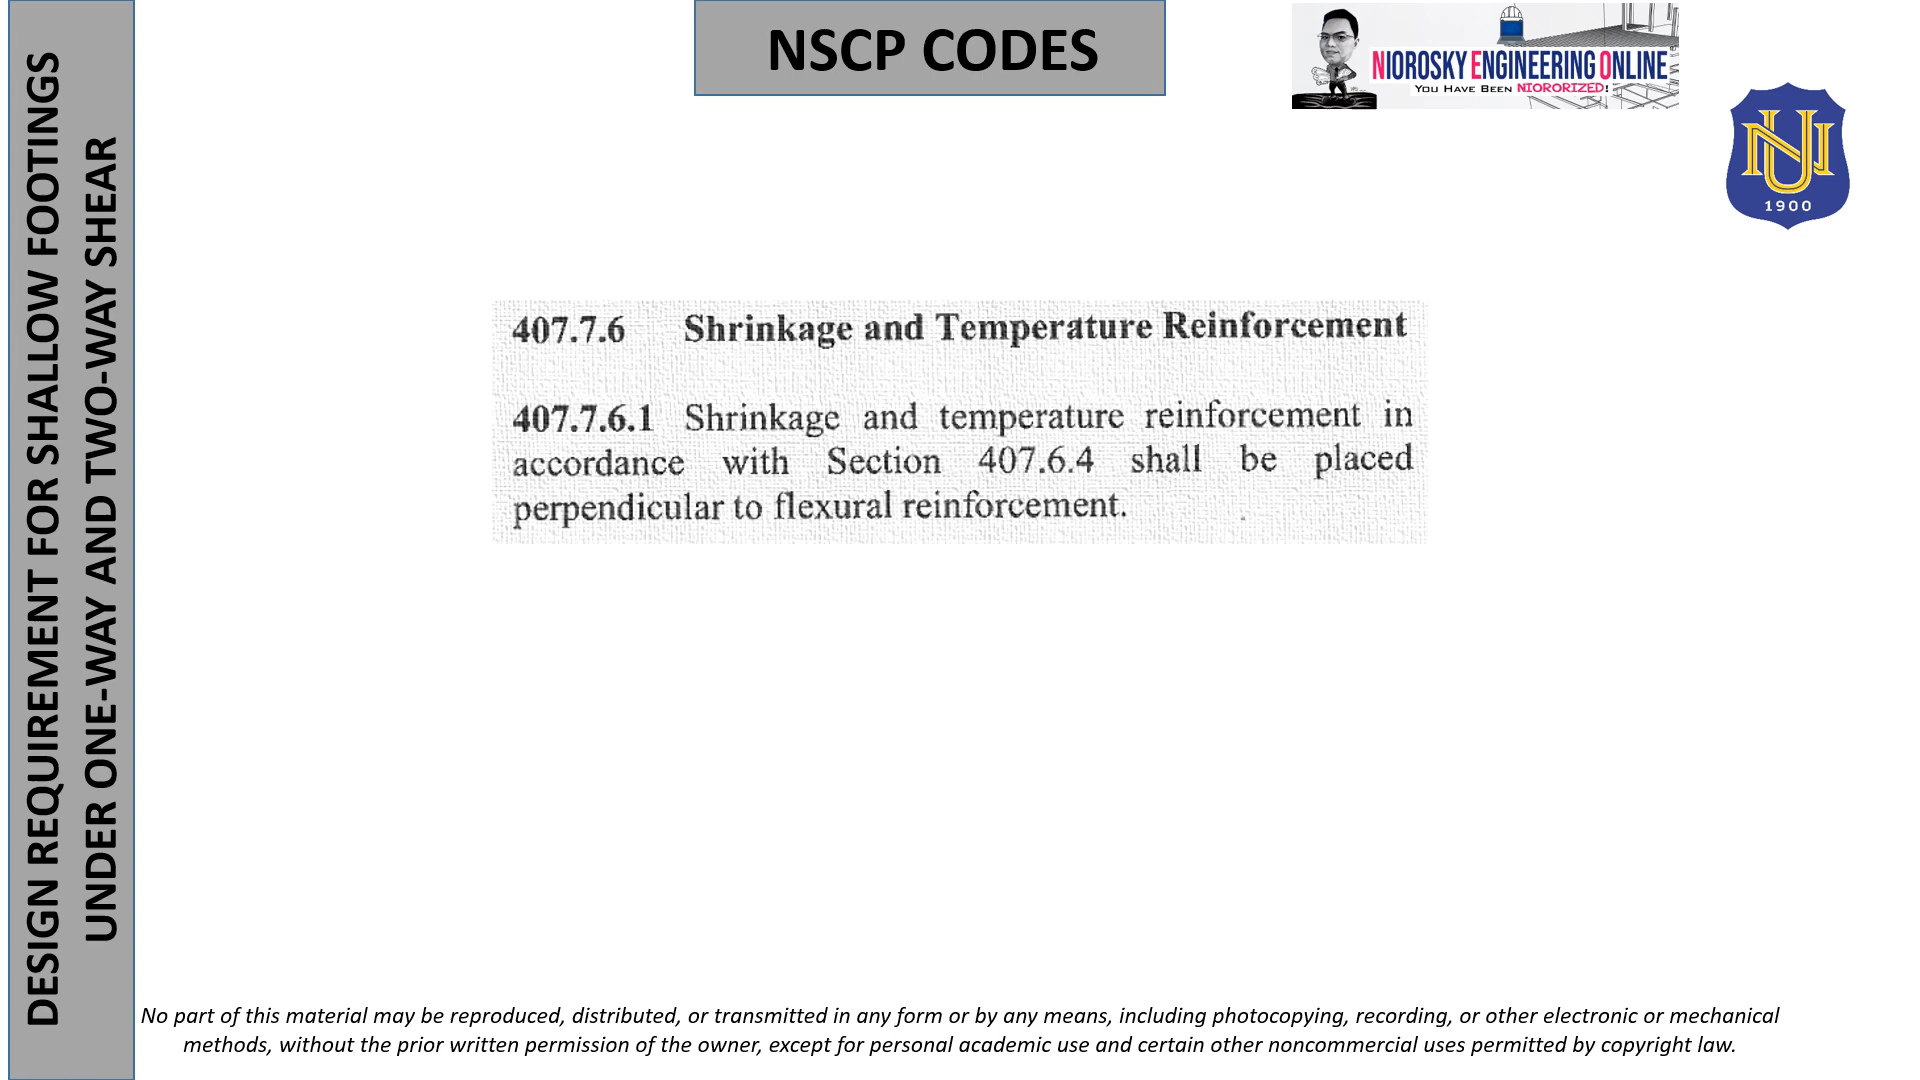 DESIGN REQUIREMENT FOR SHALLOW FOOTINGS
UNDER ONE-WAY AND TWO-WAY SHEAR
NSCP CODES
NIOROSKY ENGINEERING ONLINE
YOU HAVE BEEN NIORORIZED!
NU
1900
407.7.6 Shrinkage and Temperature Reinforcement
407.7.6.1 Shrinkage and temperature reinforcement in
accordance with Section 407.6.4 shall be placed
perpendicular to flexural reinforcement.
No part of this material may be reproduced, distributed, or transmitted in any form or by any means, including photocopying, recording, or other electronic or mechanical
methods, without the prior written permission of the owner, except for personal academic use and certain other noncommercial uses permitted by copyright law.